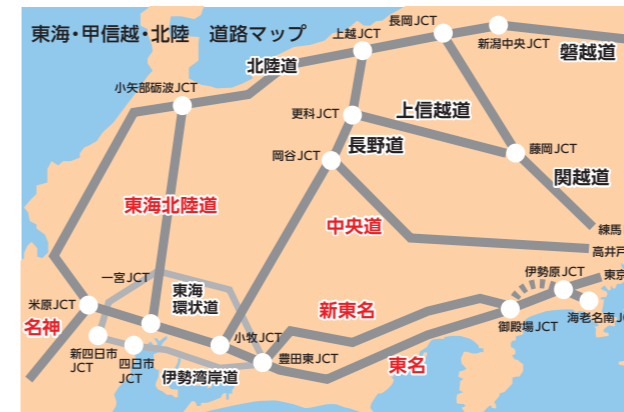 東海・甲信越・北陸　道路マップ
長岡JCT
上越JCT
新潟中央JCT
磐越道
北陸道
小矢部砺波JCT
更科JCT
上信越道
長野道
岡谷JCT
藤岡JCT
関越道
東海北陸道
中央道
練馬
高井戸
伊勢原JCT
東京
一宮JCT
東海
環状道
米原JCT
新東名
名神
小牧JCT
御殿場JCT
海老名南J
新四日市
JCT
四日市
JCT
豊田東JCT
伊勢湾岸道
東名